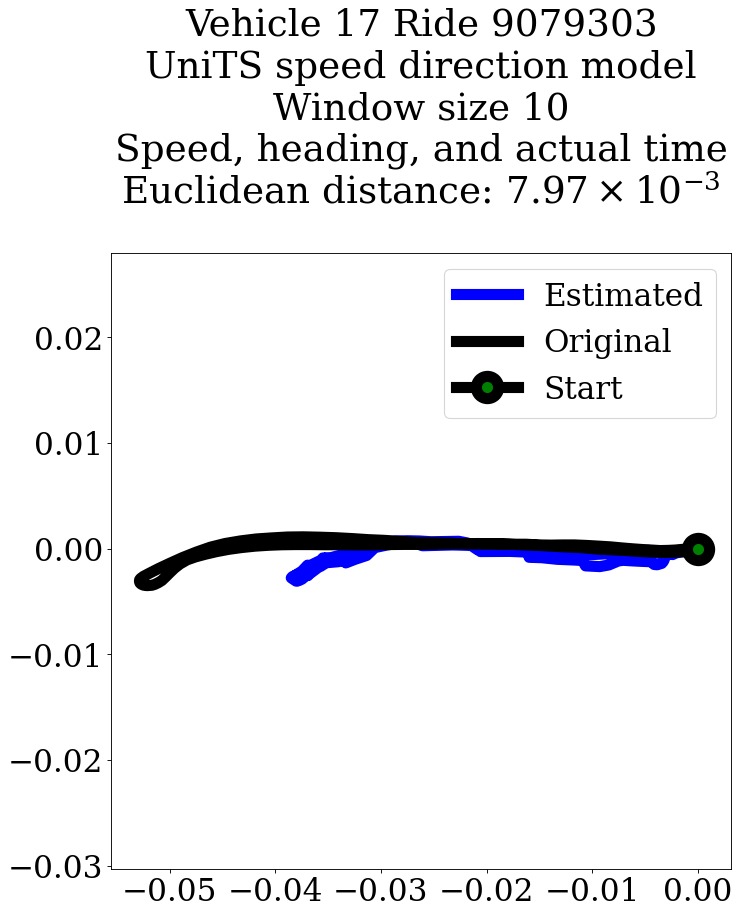 Vehicle 17 Ride 9079303
UniTS speed direction model
Window size 10
Speed, heading, and actual time
Euclidean distance: 7.97 × 10⁻³
Estimated
Original
Start
0.02
0.01
0.00
−0.01
−0.02
−0.03
−0.05 −0.04 −0.03 −0.02 −0.01 0.00